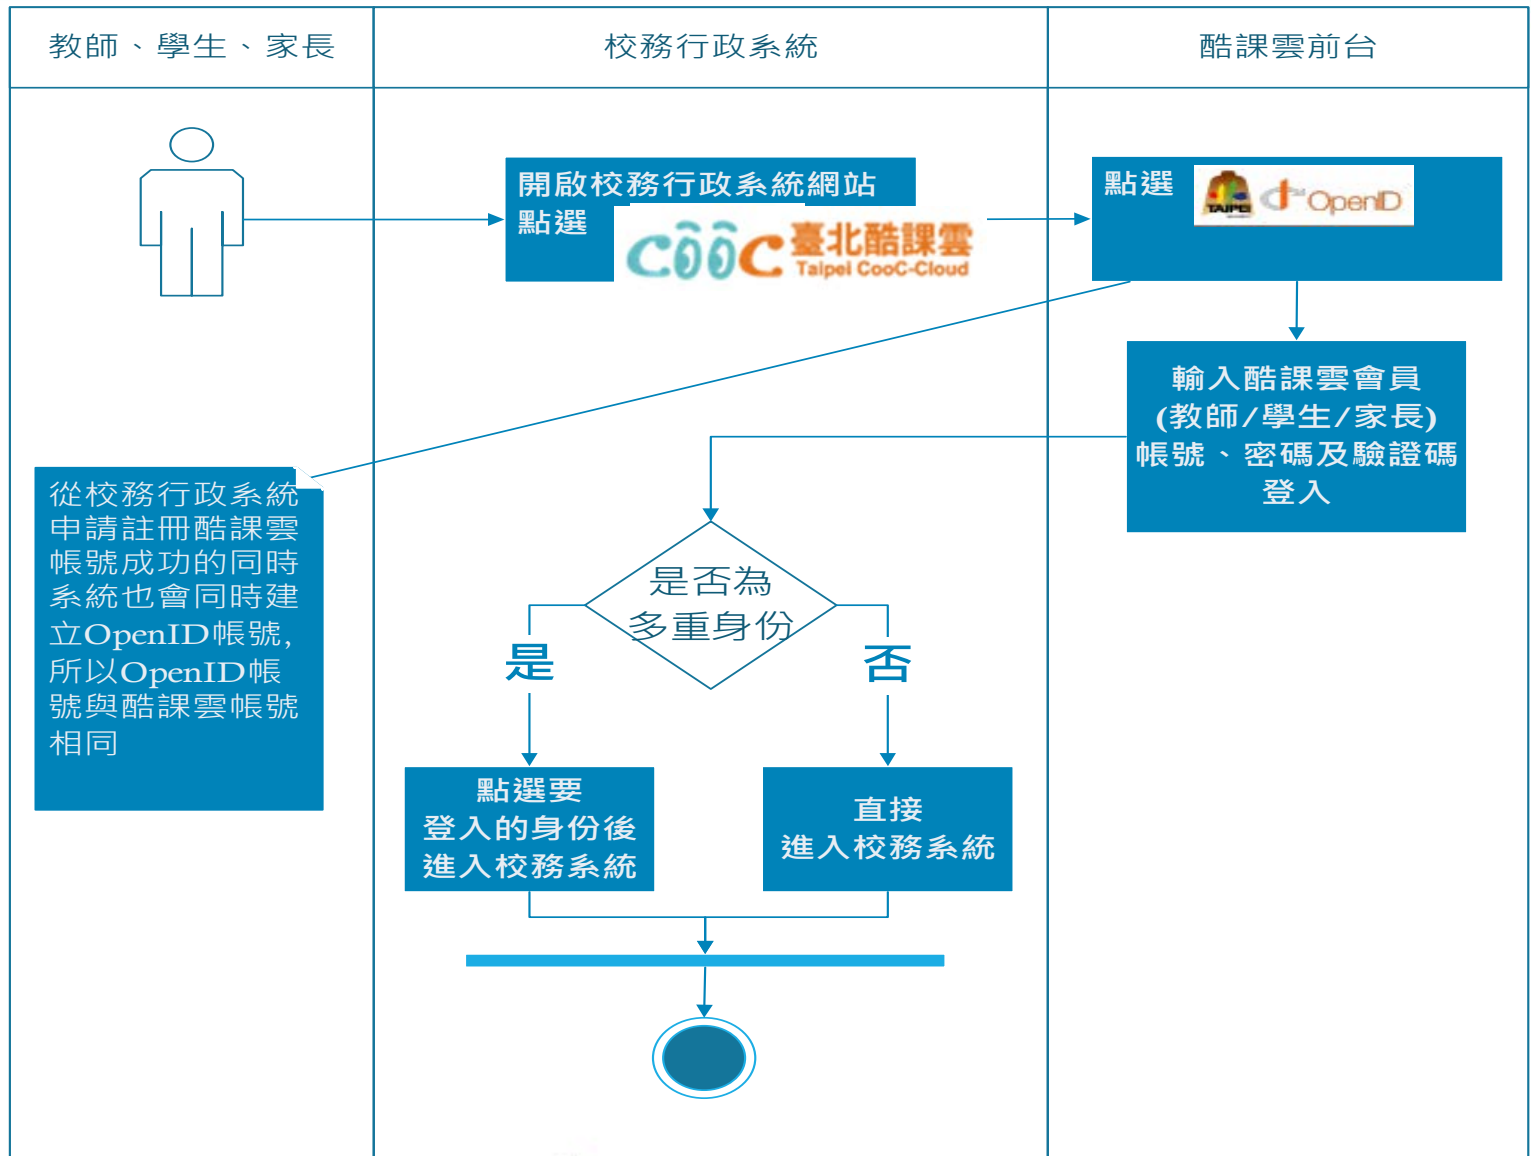 教師、學生、家長
校務行政系統
酷課雲前台
開啟校務行政系統網站
點選
CooC 臺北酷課雲
Taipei CooC-Cloud
點選
TAIPEI OpenID
輸入酷課雲會員
(教師/學生/家長)
帳號、密碼及驗證碼
登入
從校務行政系統
申請註冊酷課雲
帳號成功的同時
系統也會同時建
立OpenID帳號,
所以OpenID帳
號與酷課雲帳號
相同
是否為
多重身份
是
否
點選要
登入的身份後
進入校務系統
直接
進入校務系統